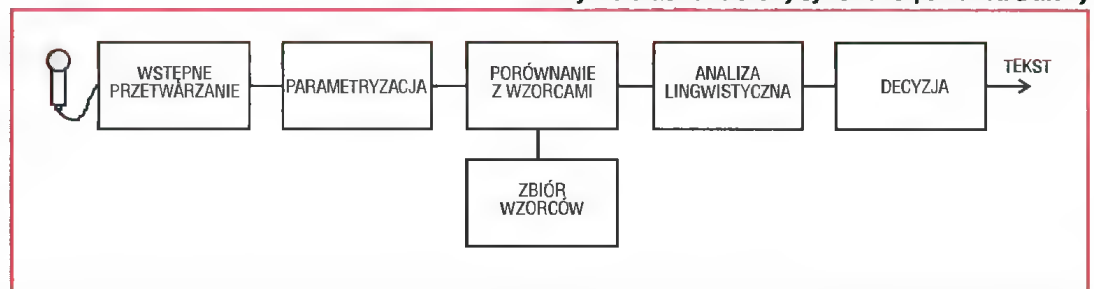 WSTĘPNE
PRZETWARZANIE
PARAMETRYZACJA
PORÓWNANIE
Z WZORCAMI
ANALIZA
LINGWISTYCZNA
DECYZJA
TEKST
ZBIÓR
WZORCÓW